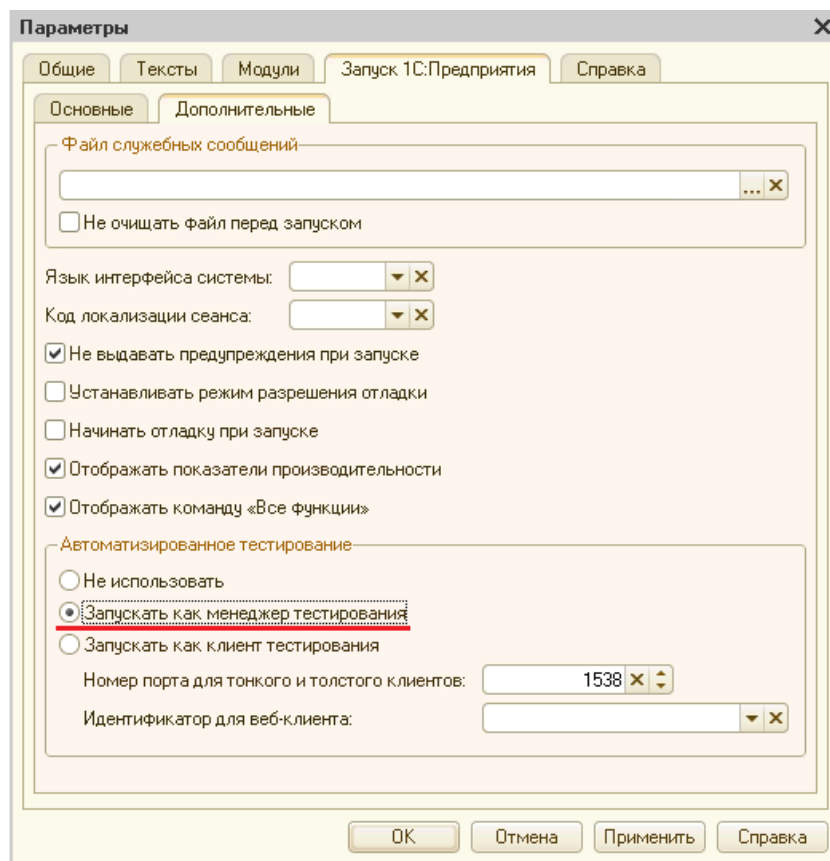 Параметры
Общие Тексты Модули Запуск 1С:Предприятия Справка
Основные Дополнительные
Файл служебных сообщений
...
Не очищать файл перед запуском
Язык интерфейса системы:
Код локализации сеанса:
Не выдавать предупреждения при запуске
Устанавливать режим разрешения отладки
Начинать отладку при запуске
Отображать показатели производительности
Отображать команду «Все функции»
Автоматизированное тестирование
Не использовать
Запускать как менеджер тестирования
Запускать как клиент тестирования
Номер порта для тонкого и толстого клиентов: 1538
Идентификатор для веб-клиента:
ОК Отмена Применить Справка